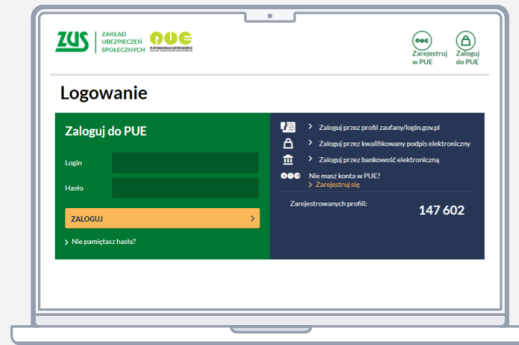 ZUS
ZAKŁAD
UBEZPIECZEŃ
SPOŁECZNYCH
PUE
Zarejestruj
w PUE
Zaloguj
do PUE
Logowanie
Zaloguj do PUE
Login
Hasło
ZALOGUJ >
> Nie pamiętasz hasła?
> Zaloguj przez profil zaufany/login.gov.pl
> Zaloguj przez kwalifikowany podpis elektroniczny
> Zaloguj przez bankowość elektroniczną
Nie masz konta w PUE?
> Zarejestruj się
Zarejestrowanych profili:
147 602